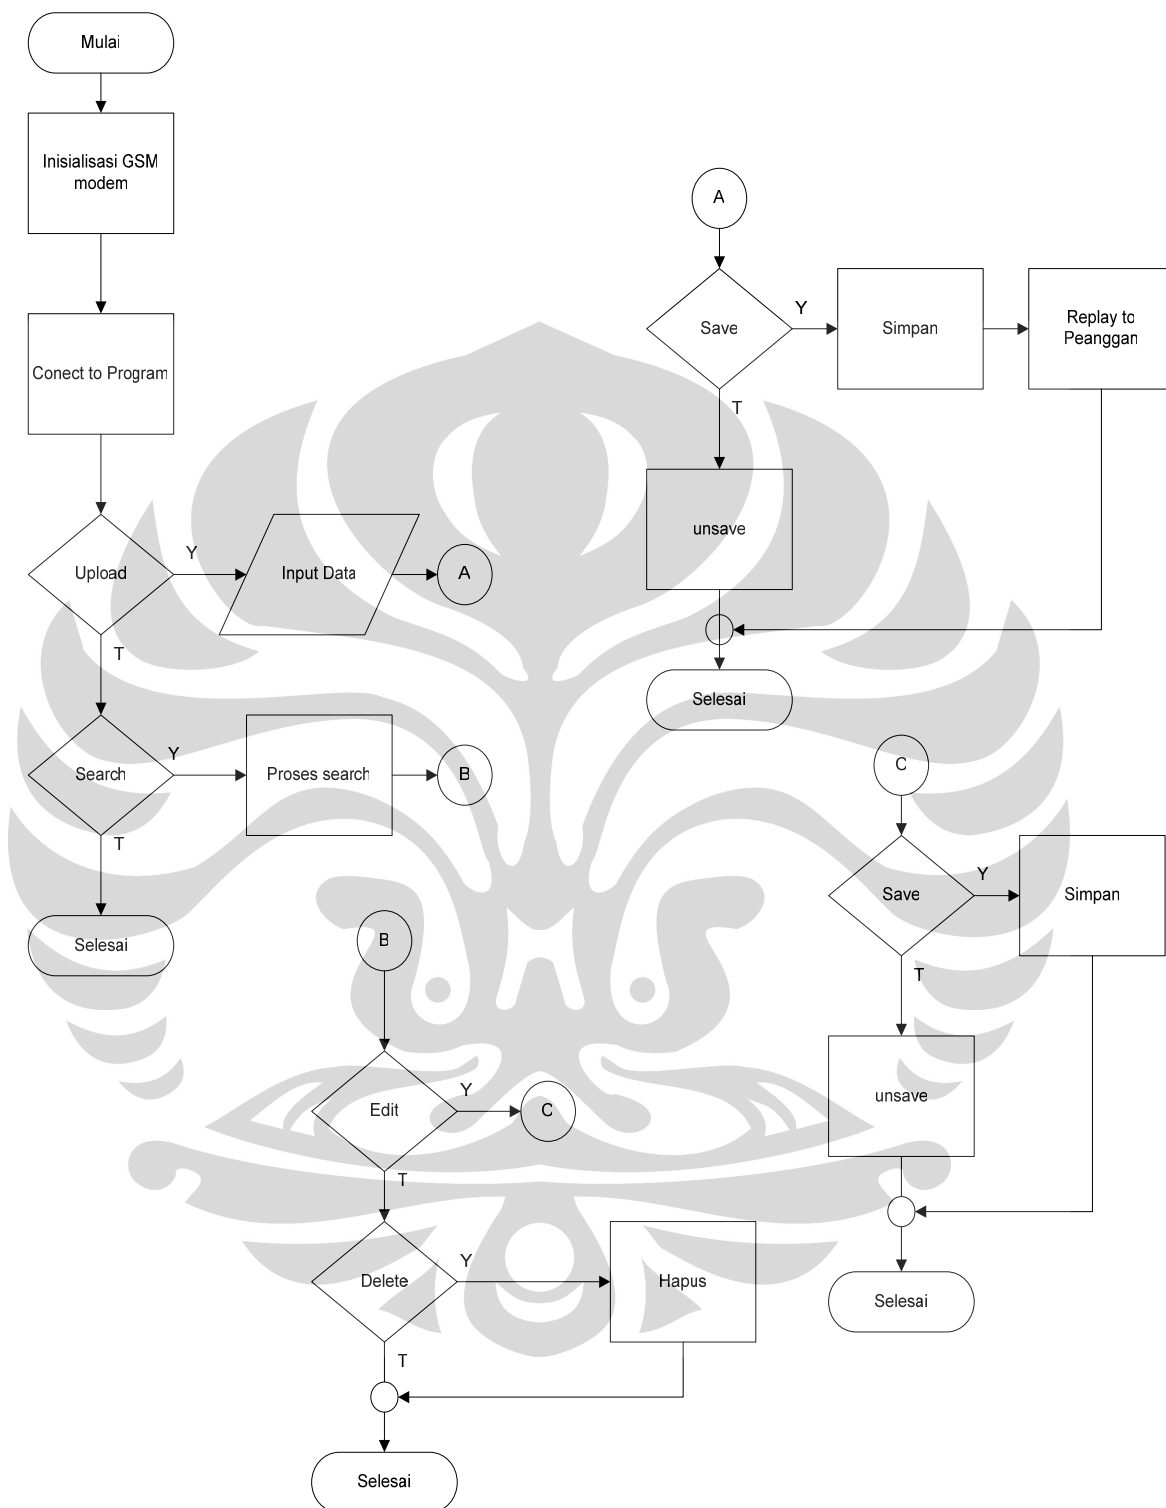 Mulai
Inisialisasi GSM
modem
Conect to Program
Upload
Y
Input Data
A
T
Search
Y
Proses search
B
T
Selesai
A
Save
Y
Simpan
Replay to
Peanggan
T
unsave
Selesai
B
Edit
Y
C
T
Delete
Y
Hapus
T
Selesai
C
Save
Y
Simpan
T
unsave
Selesai